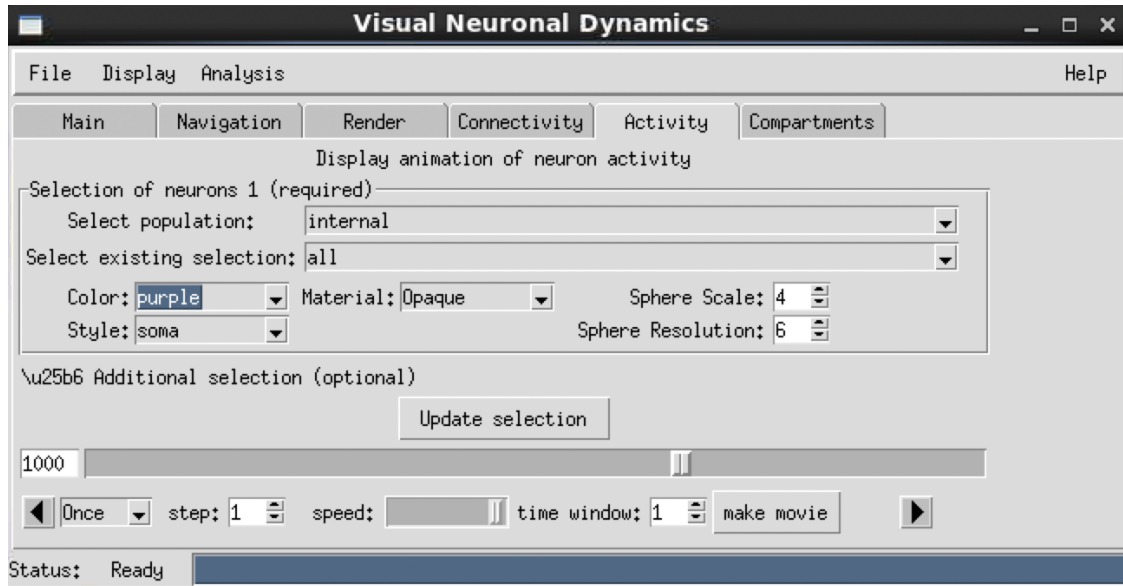 Visual Neuronal Dynamics
File Display Analysis Help
Main Navigation Render Connectivity Activity Compartments
Display animation of neuron activity
Selection of neurons 1 (required)
Select population: internal
Select existing selection: all
Color: purple Material: Opaque Sphere Scale: 4
Style: soma Sphere Resolution: 6
\u25b6 Additional selection (optional)
Update selection
1000
Once step: 1 speed: time window: 1 make movie
Status: Ready